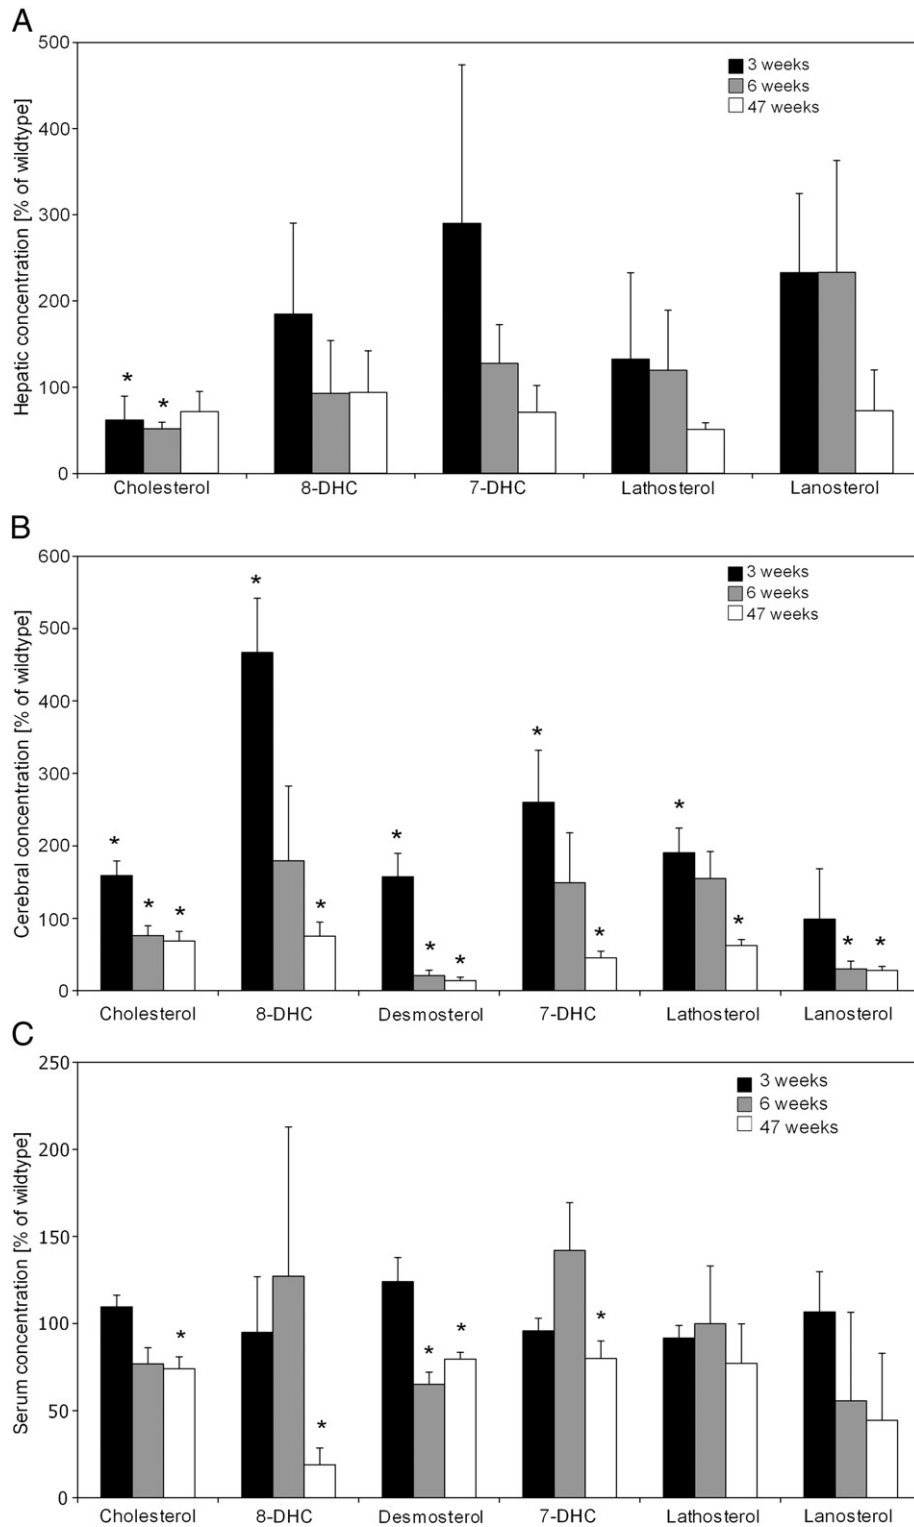 A
Hepatic concentration [% of wildtype]
500
400
300
200
100
0
3 weeks
6 weeks
47 weeks
* *
Cholesterol 8-DHC 7-DHC Lathosterol Lanosterol
B
Cerebral concentration [% of wildtype]
600
500
400
300
200
100
0
3 weeks
6 weeks
47 weeks
* * * * * * * * * * * * * *
Cholesterol 8-DHC Desmosterol 7-DHC Lathosterol Lanosterol
C
Serum concentration [% of wildtype]
250
200
150
100
50
0
3 weeks
6 weeks
47 weeks
* * * * *
Cholesterol 8-DHC Desmosterol 7-DHC Lathosterol Lanosterol